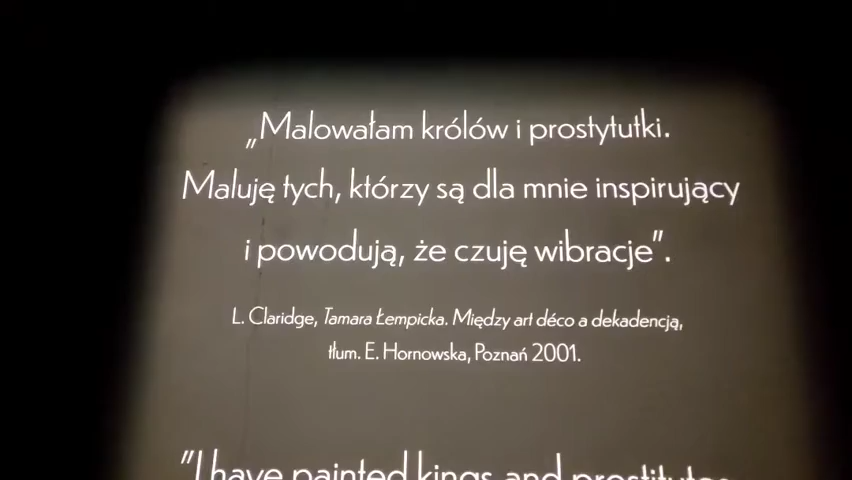 „Malowałam królów i prostytutki.
Maluję tych, którzy są dla mnie inspirujący
i powodują, że czuję wibracje”.
L. Claridge, Tamara Łempicka. Między art déco a dekadencją,
tłum. E. Hornowska, Poznań 2001.
"I have painted kings and prostitutes